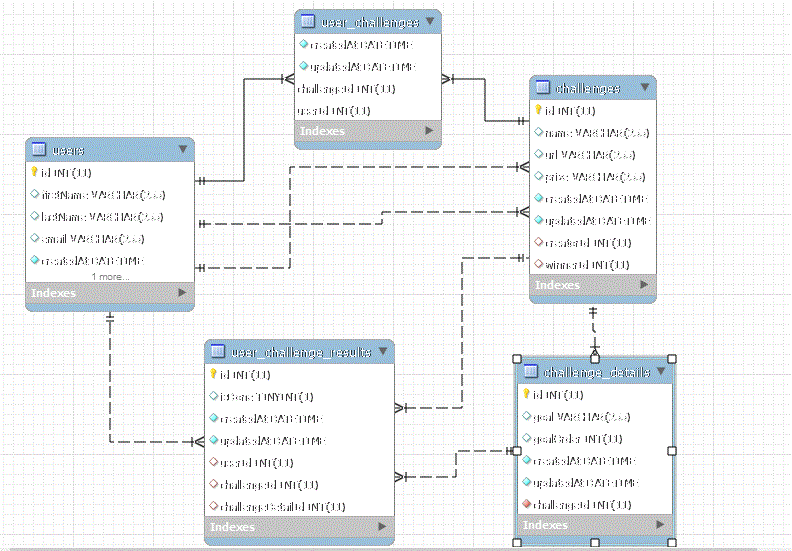 user_challenges
createdAt DATETIME
updatedAt DATETIME
challengeId INT(11)
userId INT(11)
Indexes
challenges
id INT(11)
name VARCHAR(255)
url VARCHAR(255)
prize VARCHAR(255)
createdAt DATETIME
updatedAt DATETIME
creatorId INT(11)
winnerId INT(11)
Indexes
users
id INT(11)
firstName VARCHAR(255)
lastName VARCHAR(255)
email VARCHAR(255)
createdAt DATETIME
1 more...
Indexes
user_challenge_results
id INT(11)
isDone TINYINT(1)
createdAt DATETIME
updatedAt DATETIME
userId INT(11)
challengeId INT(11)
challengeDetailId INT(11)
Indexes
challenge_details
id INT(11)
goal VARCHAR(255)
goalOrder INT(11)
createdAt DATETIME
updatedAt DATETIME
challengeId INT(11)
Indexes